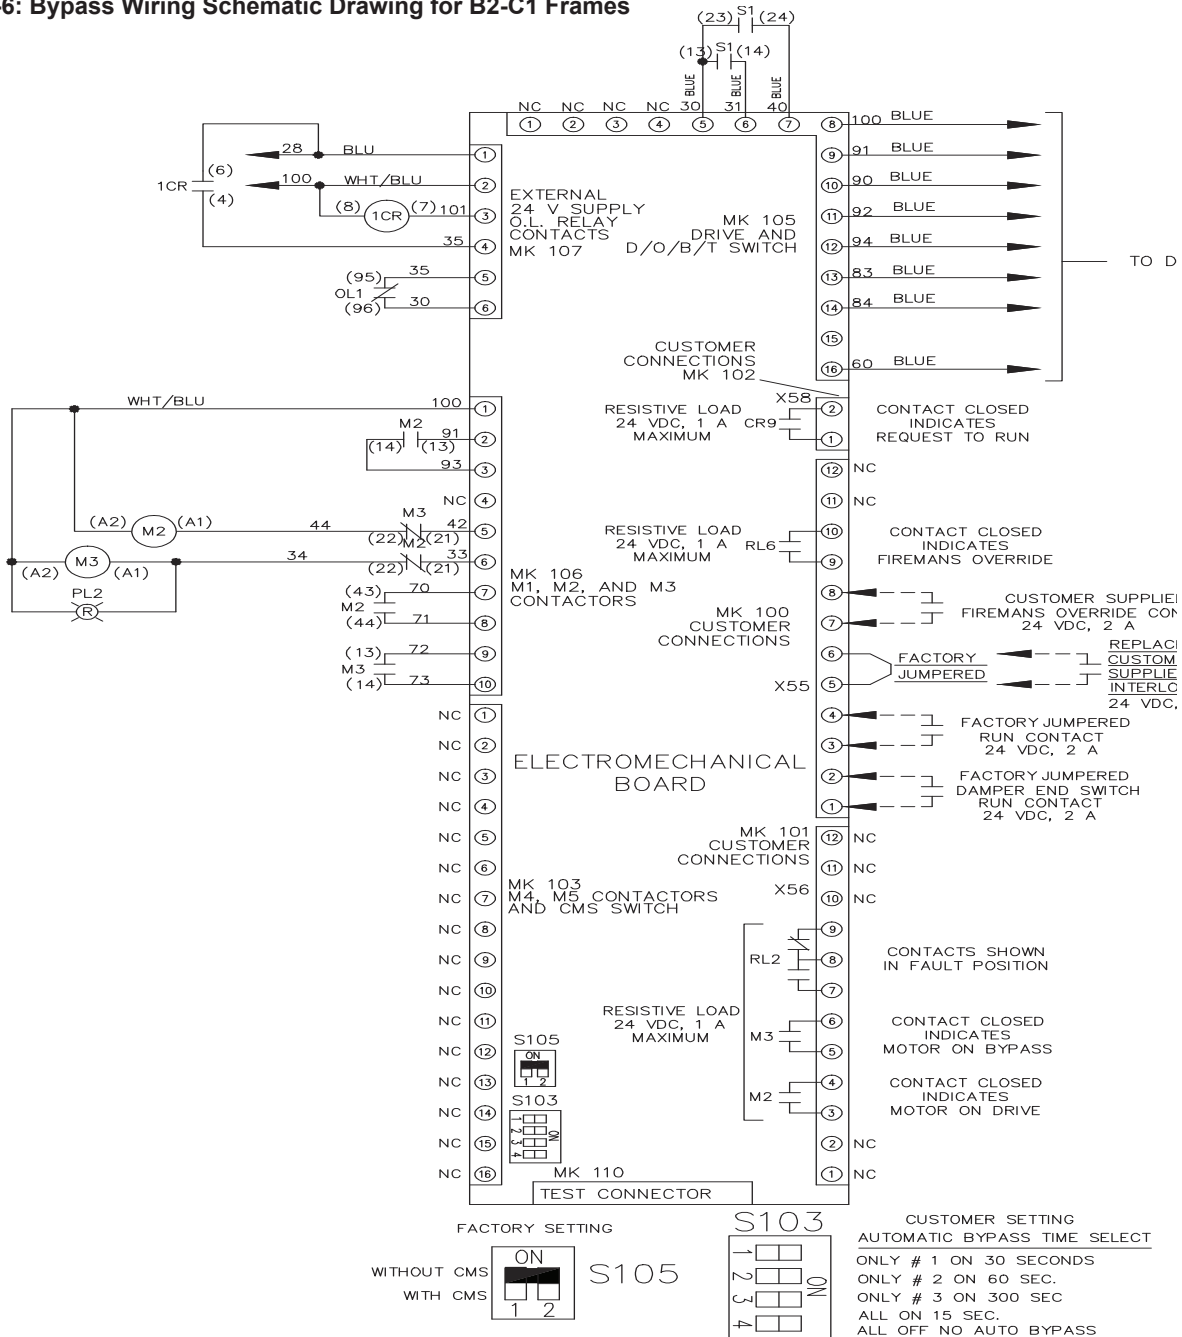 -6: Bypass Wiring Schematic Drawing for B2-C1 Frames
(23) S1 (24)
(13) S1 (14)
BLUE BLUE BLUE
NC NC NC NC 30 31 40
1 2 3 4 5 6 7 8 100 BLUE
28 BLU 1
9 91 BLUE
(6)
1CR
(4)
100 WHT/BLU 2
10 90 BLUE
(8) 1CR (7) 101 3
11 92 BLUE
35 4
12 94 BLUE
EXTERNAL
24 V SUPPLY
O.L. RELAY
CONTACTS
MK 107
MK 105
DRIVE AND
D/O/B/T SWITCH
TO D
(95) 35 5
13 83 BLUE
OL1
(96) 30 6
14 84 BLUE
15
16 60 BLUE
CUSTOMER
CONNECTIONS
MK 102
X58
WHT/BLU 100 1
RESISTIVE LOAD
24 VDC, 1 A
MAXIMUM
CR9
2
1
CONTACT CLOSED
INDICATES
REQUEST TO RUN
M2
(14) (13)
91 2
93 3
12 NC
NC 4
11 NC
(A2) M2 (A1) 44 M3 (22) (21) 42 5
RESISTIVE LOAD
24 VDC, 1 A
MAXIMUM
RL6
10
9
CONTACT CLOSED
INDICATES
FIREMANS OVERRIDE
(A2) M3 (A1) 34 M2 (22) (21) 33 6
PL2
R
MK 106
M1, M2, AND M3
CONTACTORS
(43) 70 7
M2
(44) 71 8
(13) 72 9
M3
(14) 73 10
MK 100
CUSTOMER
CONNECTIONS
8
7
CUSTOMER SUPPLIE
FIREMANS OVERRIDE CON
24 VDC, 2 A
6
X55 5
FACTORY
JUMPERED
REPLAC
CUSTOM
SUPPLIE
INTERLO
24 VDC,
4
3
FACTORY JUMPERED
RUN CONTACT
24 VDC, 2 A
2
1
FACTORY JUMPERED
DAMPER END SWITCH
RUN CONTACT
24 VDC, 2 A
ELECTROMECHANICAL
BOARD
NC 1
NC 2
NC 3
NC 4
NC 5
NC 6
NC 7
NC 8
NC 9
NC 10
NC 11
NC 12
NC 13
NC 14
NC 15
NC 16
MK 103
M4, M5 CONTACTORS
AND CMS SWITCH
MK 101
CUSTOMER
CONNECTIONS
X56
12 NC
11 NC
10 NC
9
RL2 8
7
CONTACTS SHOWN
IN FAULT POSITION
RESISTIVE LOAD
24 VDC, 1 A
MAXIMUM
6
M3
5
CONTACT CLOSED
INDICATES
MOTOR ON BYPASS
4
M2
3
CONTACT CLOSED
INDICATES
MOTOR ON DRIVE
2 NC
1 NC
S105
ON
1 2
S103
1
2
3
4
ON
MK 110
TEST CONNECTOR
FACTORY SETTING
WITHOUT CMS
WITH CMS
ON
1 2
S105
S103
1
2
3
4
ON
CUSTOMER SETTING
AUTOMATIC BYPASS TIME SELECT
ONLY # 1 ON 30 SECONDS
ONLY # 2 ON 60 SEC.
ONLY # 3 ON 300 SEC
ALL ON 15 SEC.
ALL OFF NO AUTO BYPASS